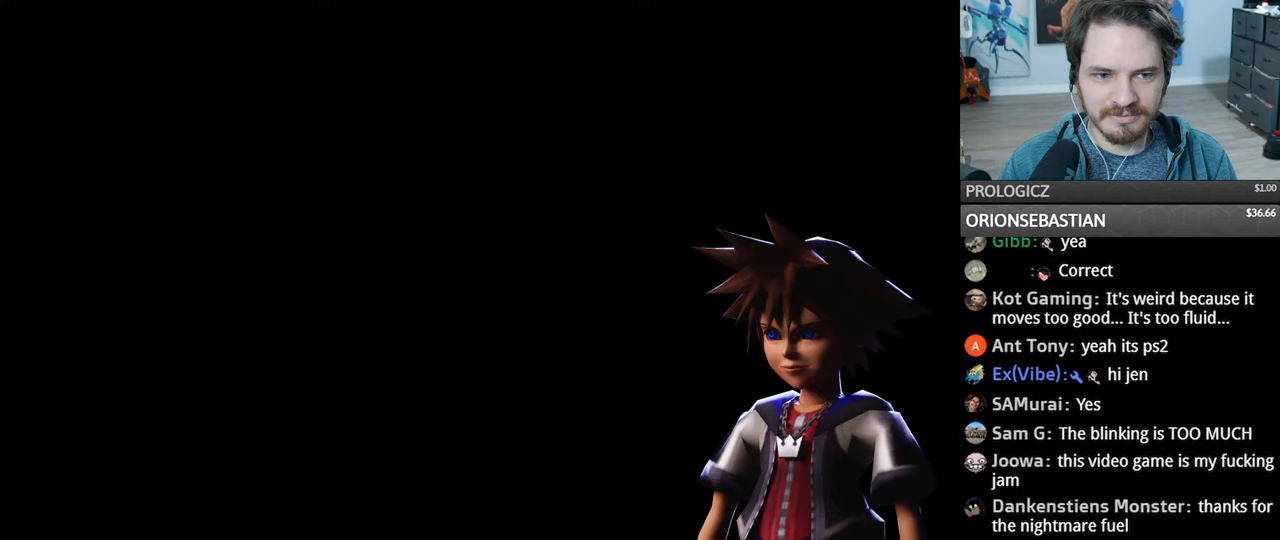 PROLOGICZ $1.00
ORIONSEBASTIAN $36.66
Gibb: yea
: Correct
Kot Gaming: It's weird because it
moves too good... It's too fluid...
A Ant Tony: yeah its ps2
Ex(Vibe): hi jen
SAMurai: Yes
Sam G: The blinking is TOO MUCH
Joowa: this video game is my fucking
jam
Dankenstiens Monster: thanks for
the nightmare fuel